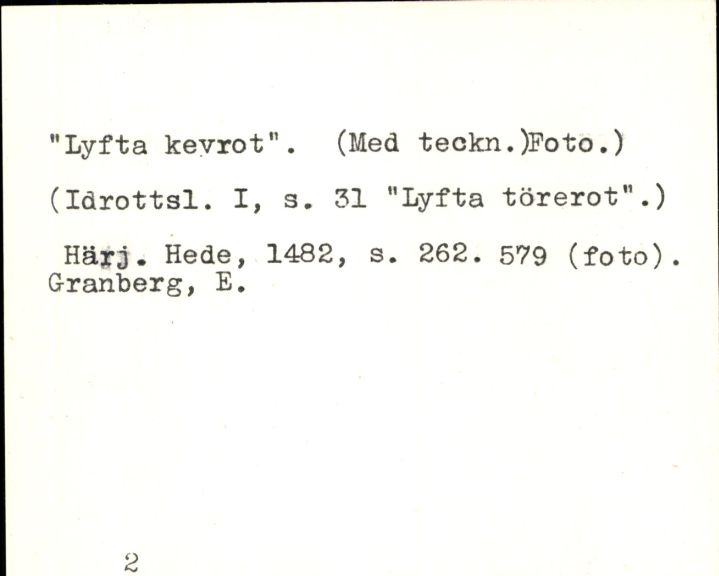 "Lyfta kevrot". (Med teckn.)Foto.)
(Idrottsl. I, s. 31 "Lyfta törerot".)
Härj. Hede, 1482, s. 262. 579 (foto).
Granberg, E.
2